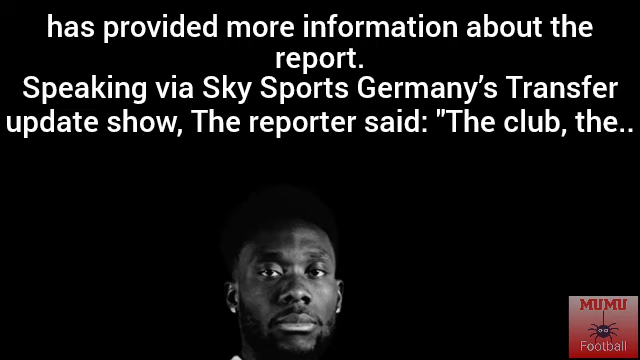 has provided more information about the
report.
Speaking via Sky Sports Germany’s Transfer
update show, The reporter said: "The club, the..
MUMU
Football